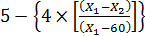 5 − {4 × [(X₁−X₂)/(X₁−60)]}